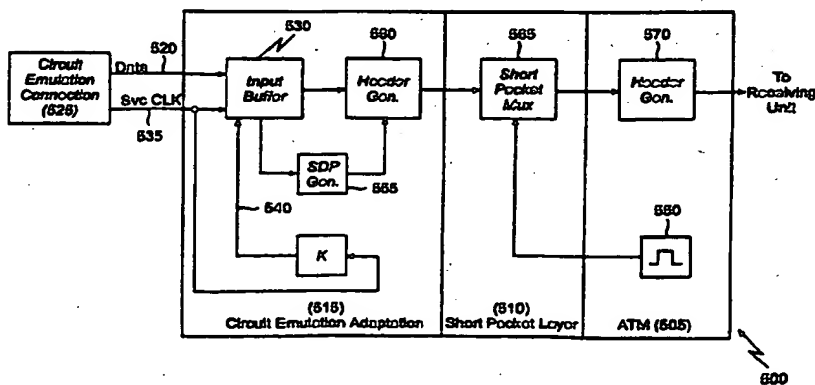 520
530
560
565
570
Circuit
Emulation
Connection
(525)
Data
Svc CLK
535
Input
Buffer
Header
Gen.
Short
Packet
Mux
Header
Gen.
To
Receiving
Unit
SDP
Gen.
555
540
550
K
(515)
Circuit Emulation Adaptation
(510)
Short Packet Layer
ATM (505)
500